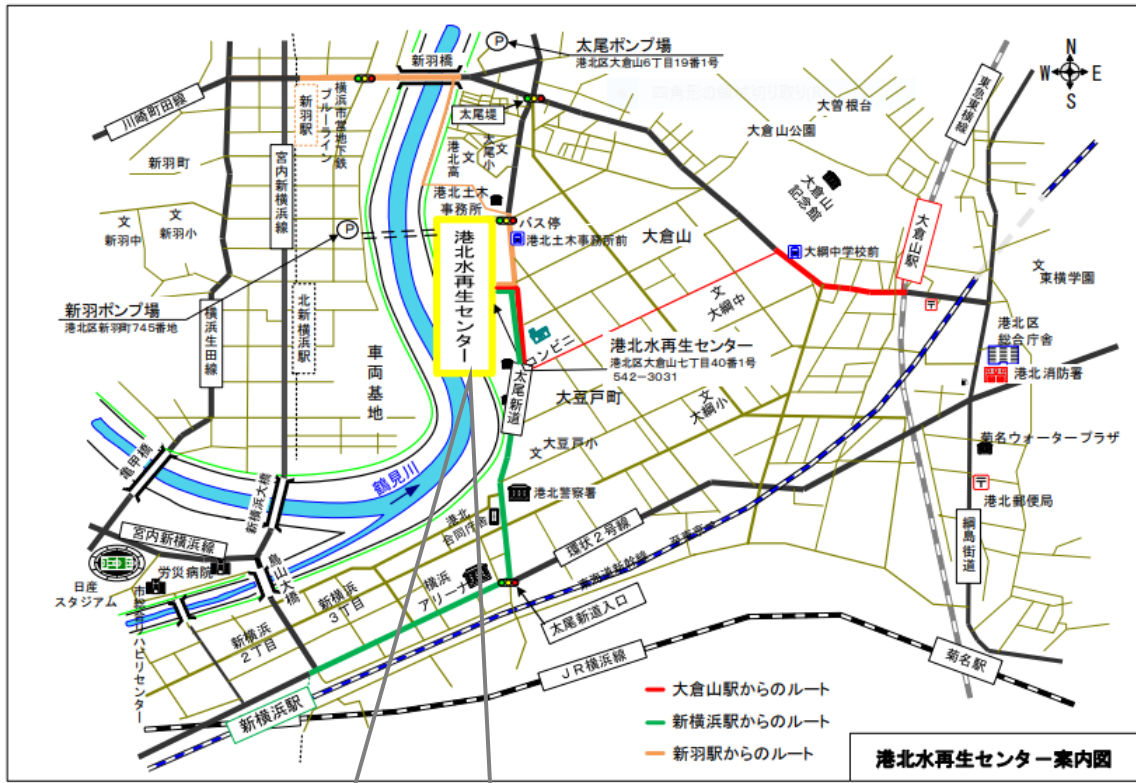 太尾ポンプ場
港北区大倉山6丁目19番1号
新羽橋
N
W
E
S
東急東横線
大曽根台
大倉山公園
大倉山
記念館
川崎町田線
新羽駅
横浜市営地下鉄
ブルーライン
太尾堤
新羽町
宮内新横浜線
港北高
文
大尾小
文
港北土木
事務所
バス停
港北土木事務所前
大倉山
大綱中学校前
大倉山駅
文
東横学園
文
新羽中
文
新羽小
P
P
港北水再生センター
新羽ポンプ場
港北区新羽町745番地
横浜生田線
北新横浜駅
車両基地
コンビニ
文
大綱中
港北水再生センター
港北区大倉山七丁目40番1号
542-3031
〒
港北区
総合庁舎
港北消防署
太尾新道
大豆戸町
文
大綱小
大豆戸小
文
菊名ウォータープラザ
〒
港北郵便局
亀甲橋
新横浜大橋
鶴見川
港北警察署
港北
合同庁舎
環状2号線
東海道新幹線
綱島街道
宮内新横浜線
鳥山大橋
日産
スタジアム
労災病院
横浜
アリーナ
新横浜
3丁目
新横浜
2丁目
太尾新道入口
JR横浜線
菊名駅
新横浜駅
大倉山駅からのルート
新横浜駅からのルート
新羽駅からのルート
港北水再生センター案内図